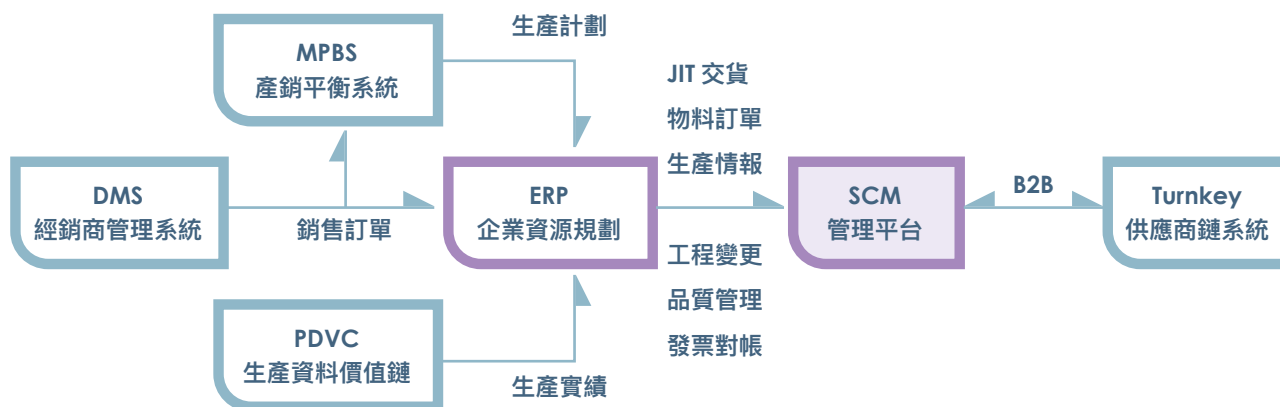 生產計劃
MPBS
產銷平衡系統
JIT 交貨
物料訂單
生產情報
DMS
經銷商管理系統
銷售訂單
ERP
企業資源規劃
SCM
管理平台
B2B
Turnkey
供應商鏈系統
工程變更
品質管理
發票對帳
PDVC
生產資料價值鏈
生產實績